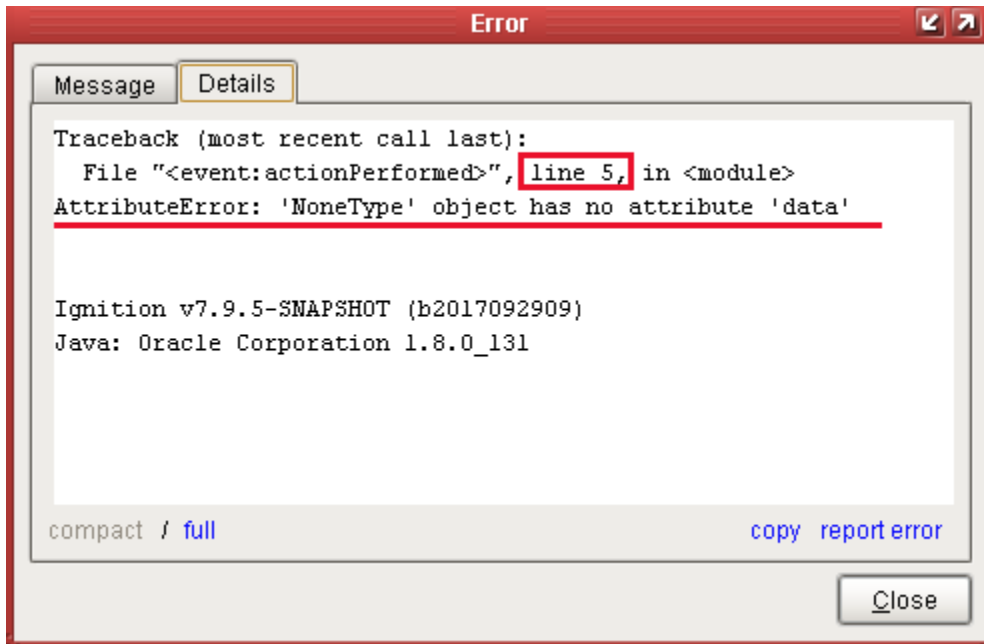 Error
Message
Details
Traceback (most recent call last):
File "<event:actionPerformed>", line 5, in <module>
AttributeError: 'NoneType' object has no attribute 'data'
Ignition v7.9.5-SNAPSHOT (b2017092909)
Java: Oracle Corporation 1.8.0_131
compact / full
copy report error
Close